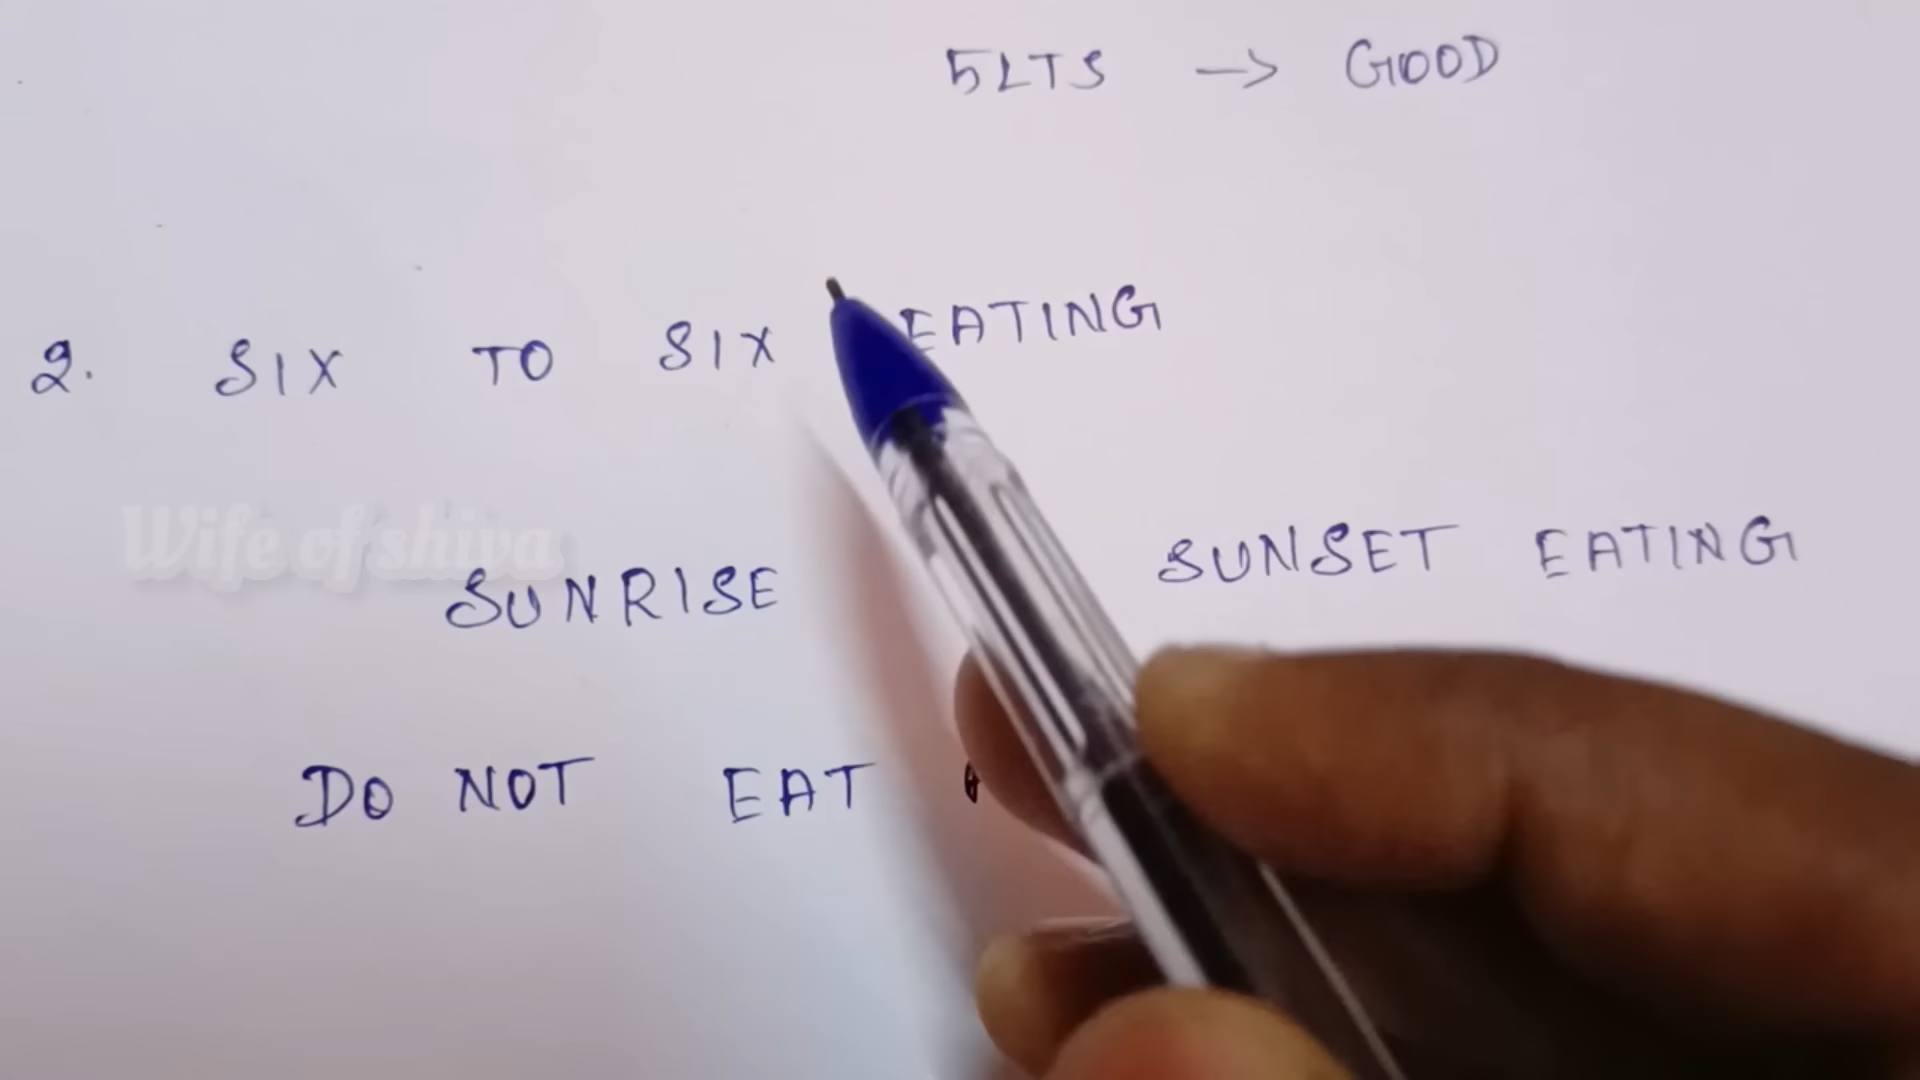 5LTS -> GOOD
2. SIX TO SIX EATING
Wife of shiva
SUNRISE SUNSET EATING
DO NOT EAT